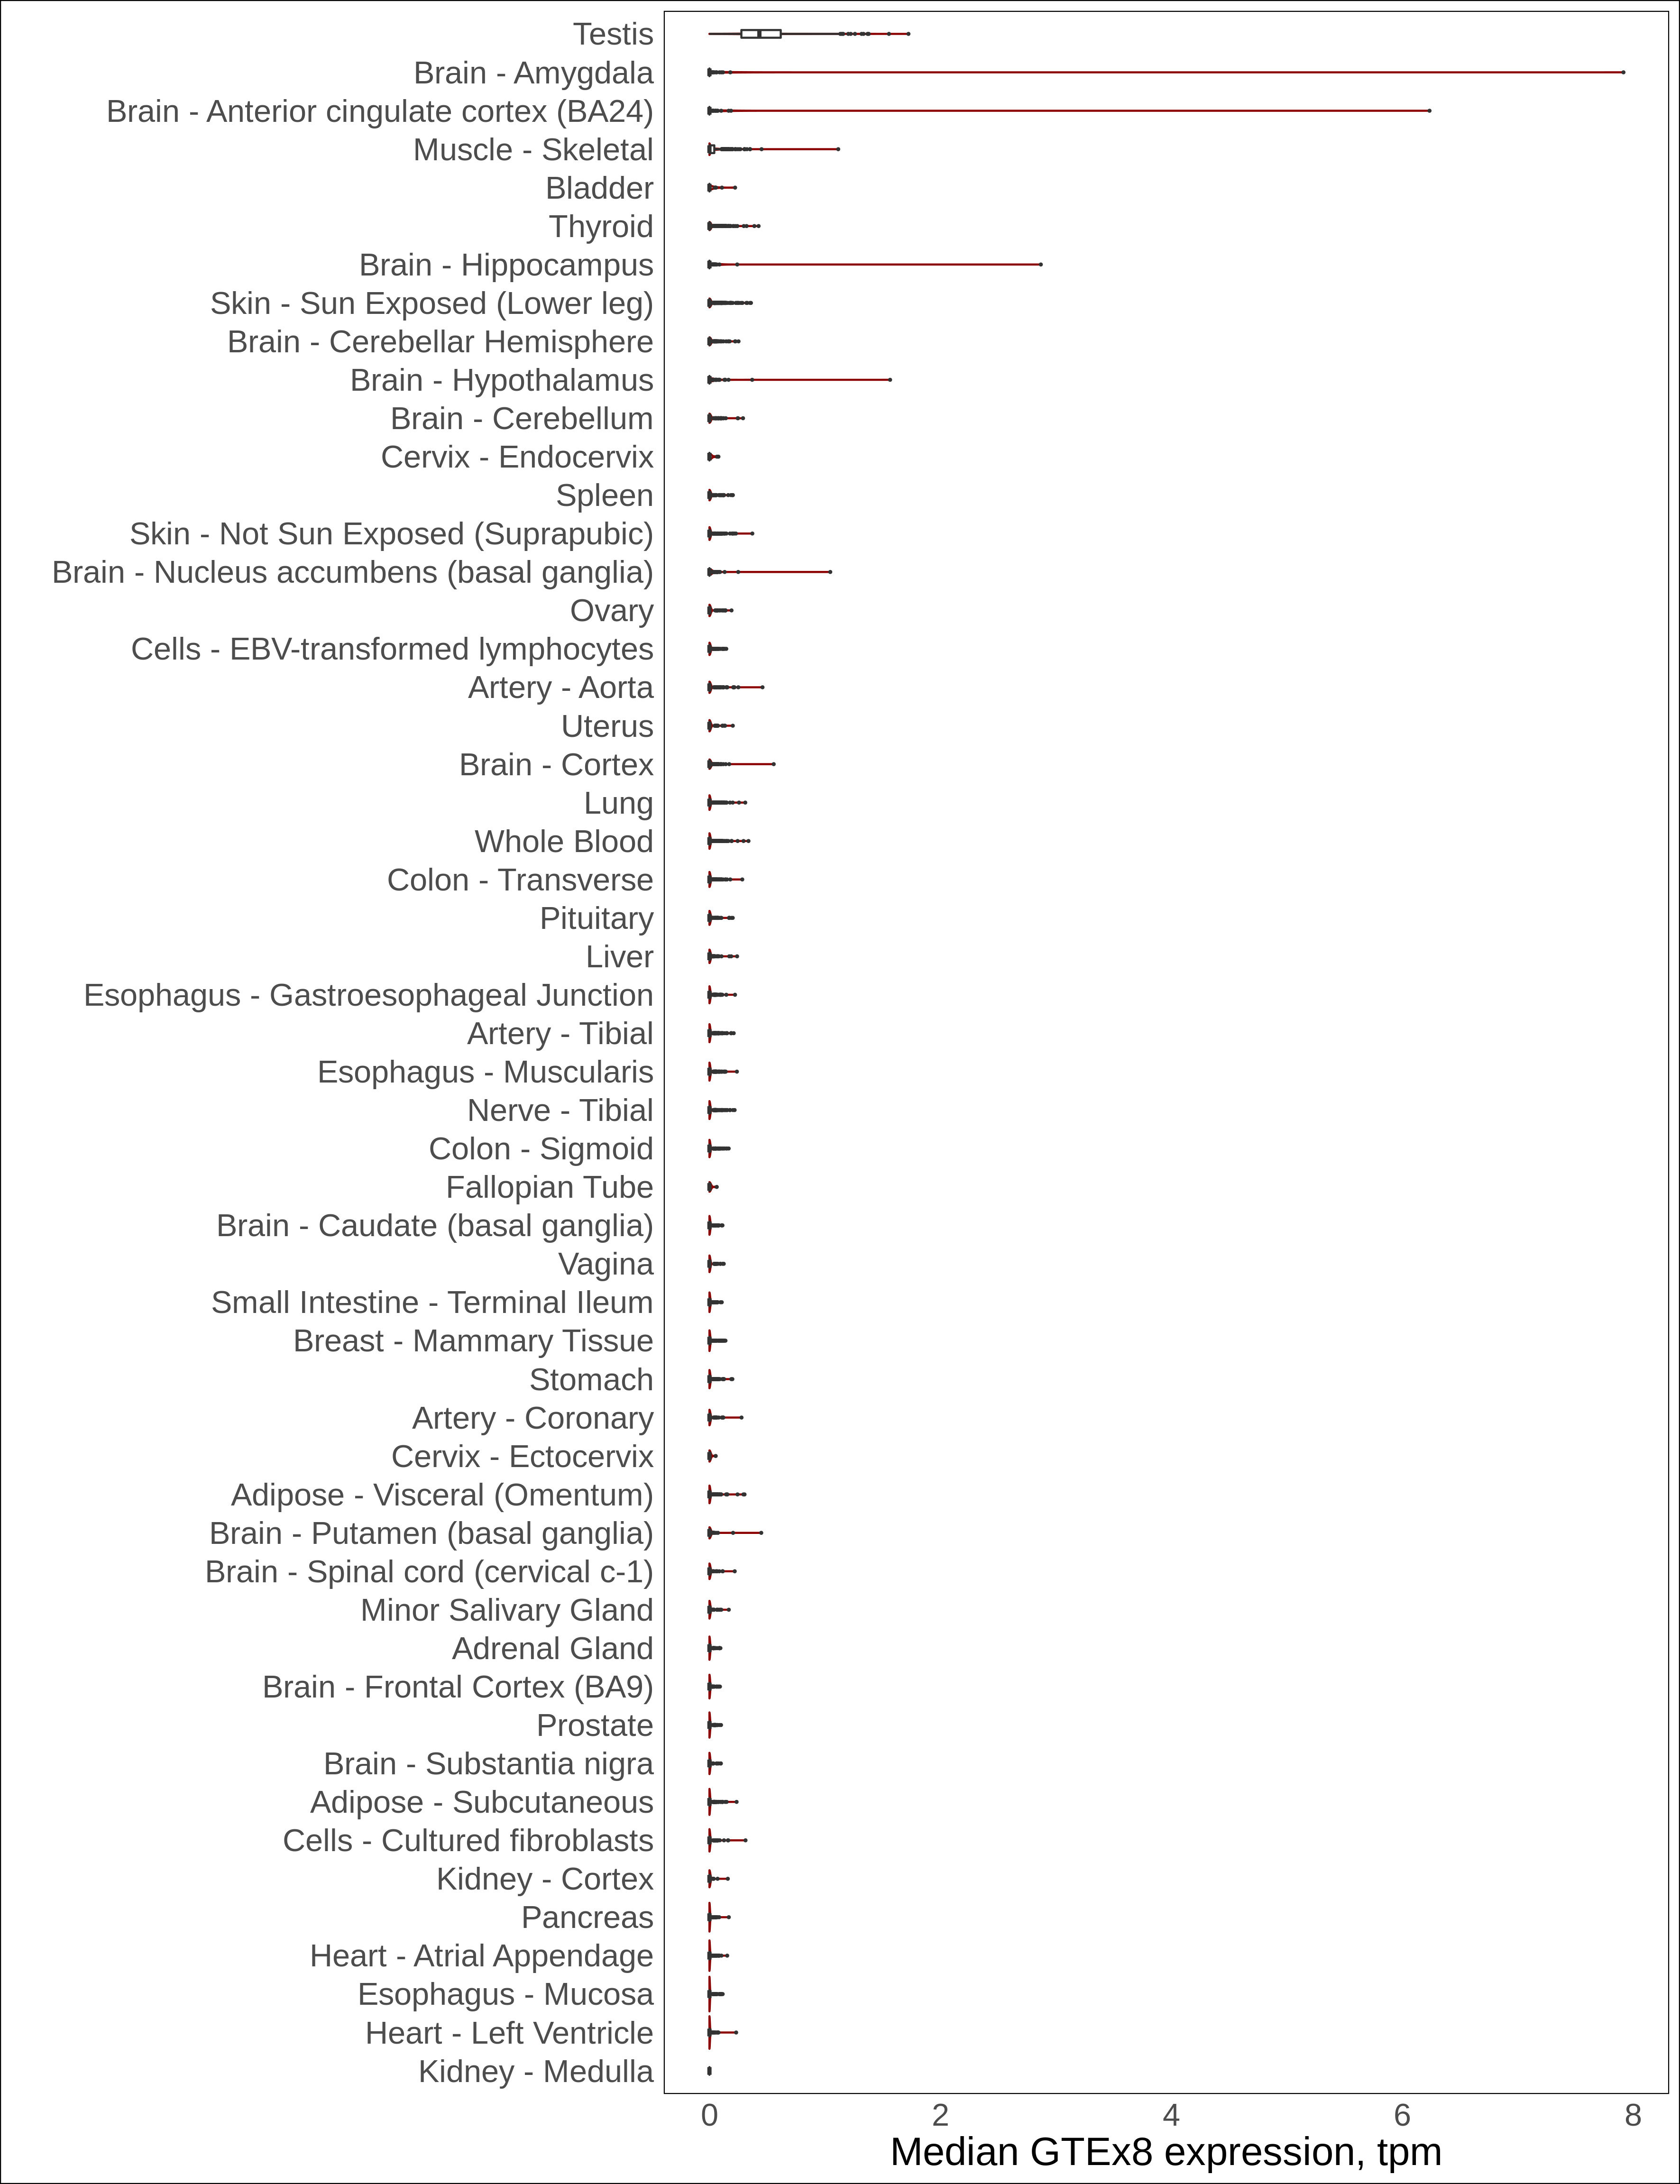 Testis
Brain - Amygdala
Brain - Anterior cingulate cortex (BA24)
Muscle - Skeletal
Bladder
Thyroid
Brain - Hippocampus
Skin - Sun Exposed (Lower leg)
Brain - Cerebellar Hemisphere
Brain - Hypothalamus
Brain - Cerebellum
Cervix - Endocervix
Spleen
Skin - Not Sun Exposed (Suprapubic)
Brain - Nucleus accumbens (basal ganglia)
Ovary
Cells - EBV-transformed lymphocytes
Artery - Aorta
Uterus
Brain - Cortex
Lung
Whole Blood
Colon - Transverse
Pituitary
Liver
Esophagus - Gastroesophageal Junction
Artery - Tibial
Esophagus - Muscularis
Nerve - Tibial
Colon - Sigmoid
Fallopian Tube
Brain - Caudate (basal ganglia)
Vagina
Small Intestine - Terminal Ileum
Breast - Mammary Tissue
Stomach
Artery - Coronary
Cervix - Ectocervix
Adipose - Visceral (Omentum)
Brain - Putamen (basal ganglia)
Brain - Spinal cord (cervical c-1)
Minor Salivary Gland
Adrenal Gland
Brain - Frontal Cortex (BA9)
Prostate
Brain - Substantia nigra
Adipose - Subcutaneous
Cells - Cultured fibroblasts
Kidney - Cortex
Pancreas
Heart - Atrial Appendage
Esophagus - Mucosa
Heart - Left Ventricle
Kidney - Medulla
0 2 4 6 8
Median GTEx8 expression, tpm